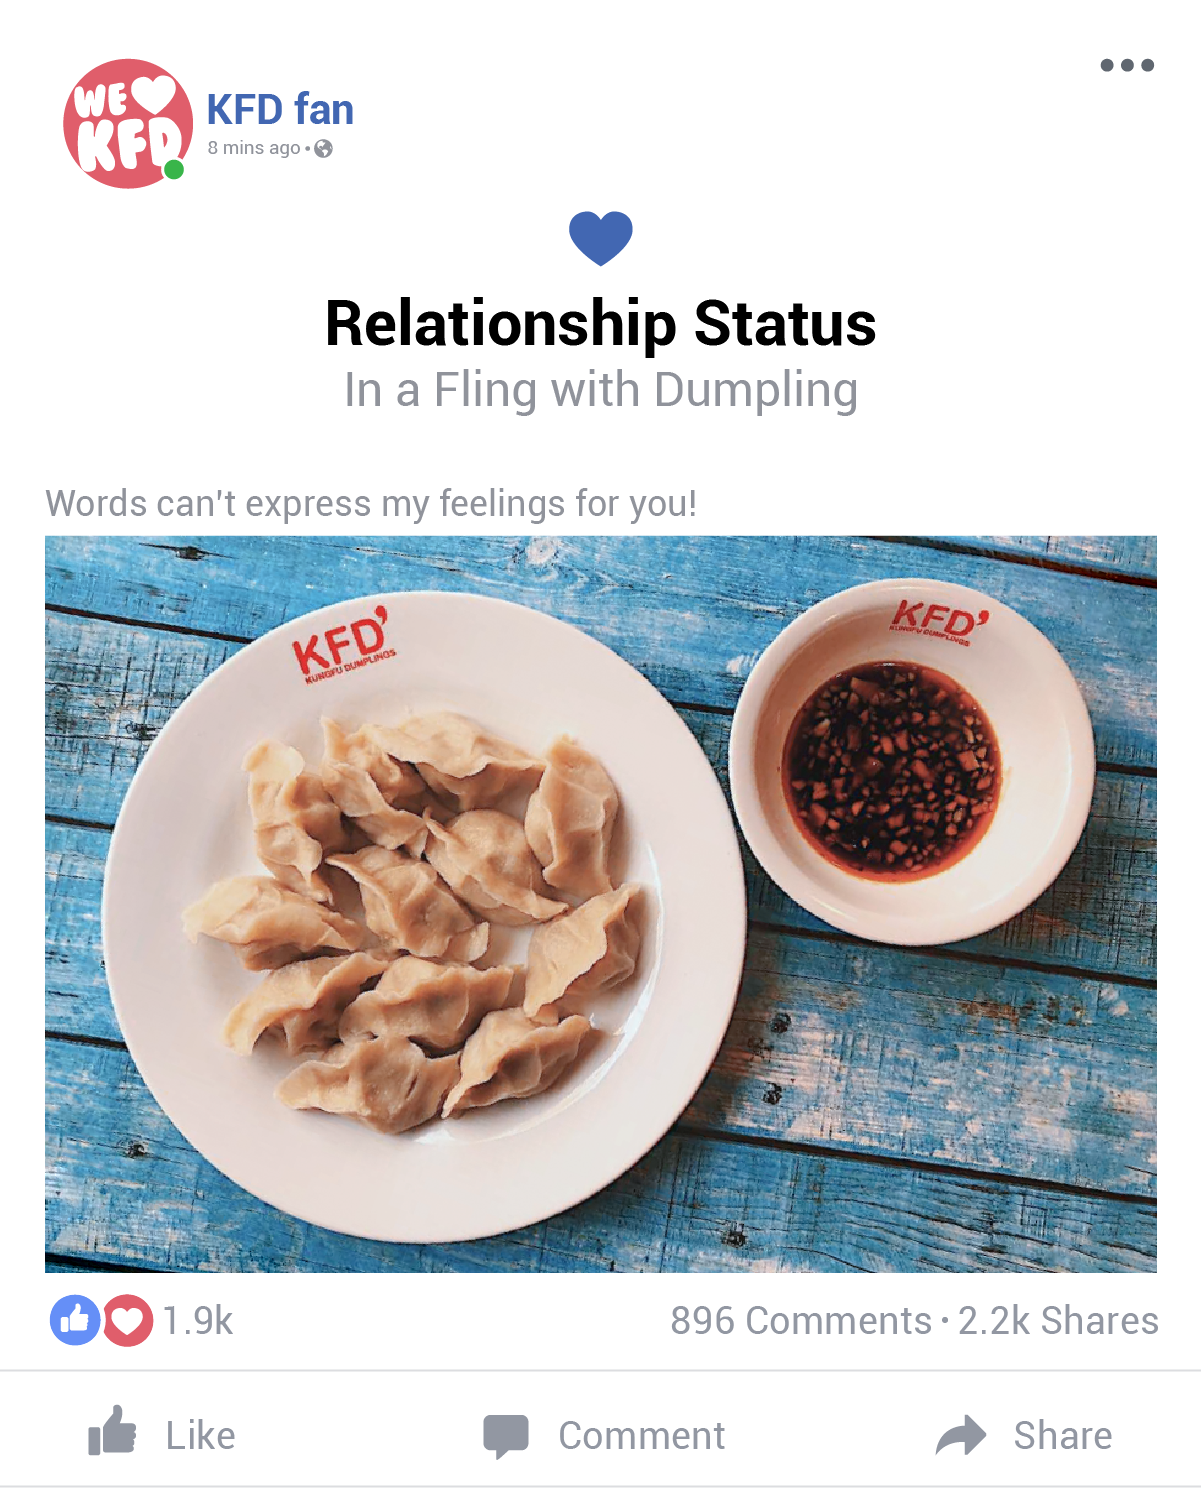 WE
KFD
KFD fan
8 mins ago •
Relationship Status
In a Fling with Dumpling
Words can't express my feelings for you!
KFD'
KUNGFU DUMPLINGS
KFD'
KUNGFU DUMPLINGS
1.9k
896 Comments • 2.2k Shares
Like
Comment
Share